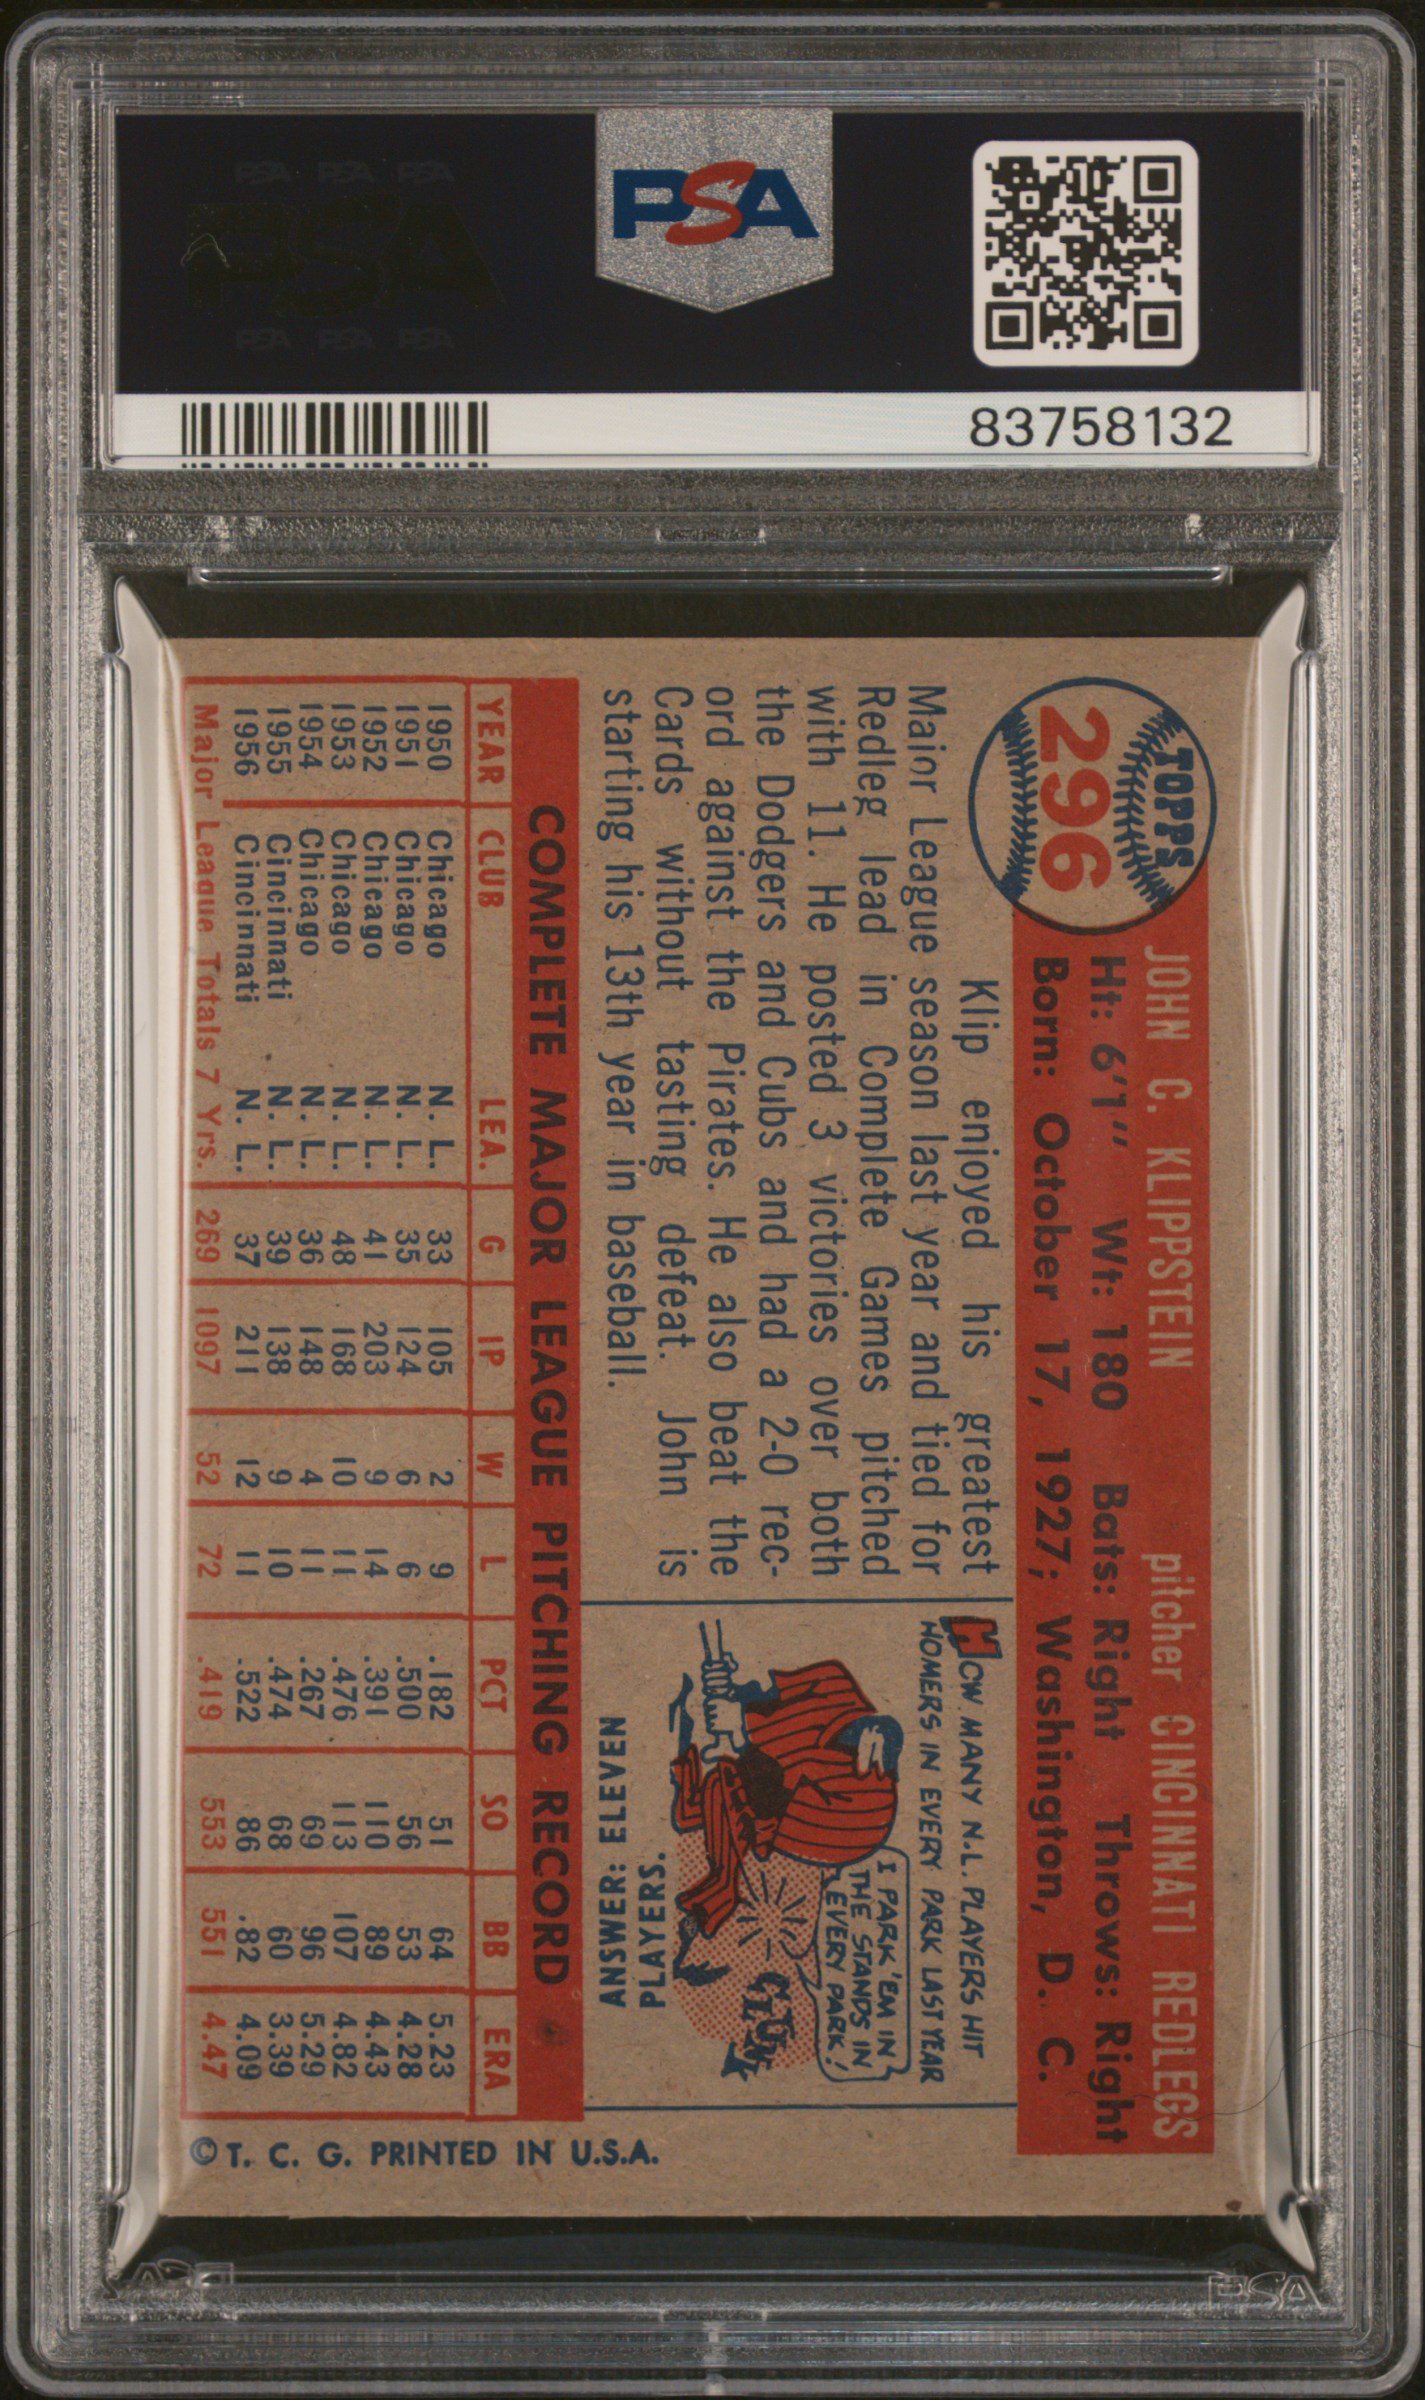 PSA PSA PSA
PSA
PSA PSA PSA
PSA
83758132
TOPPS
296
JOHN C. KLIPPSTEIN pitcher CINCINNATI REDLEGS
Ht: 6'1" Wt: 180 Bats: Right Throws: Right
Born: October 17, 1927; Washington, D. C.
Klip enjoyed his greatest
Major League season last year and tied for
Redleg lead in Complete Games pitched
with 11. He posted 3 victories over both
the Dodgers and Cubs and had a 2-0 rec-
ord against the Pirates. He also beat the
Cards without tasting defeat. John is
starting his 13th year in baseball.
HOW MANY N.L. PLAYERS HIT
HOMERS IN EVERY PARK LAST YEAR
I PARK 'EM IN
THE STANDS IN
EVERY PARK!
ANSWER: ELEVEN
PLAYERS.
COMPLETE MAJOR LEAGUE PITCHING RECORD
YEAR CLUB LEA. G IP W L PCT SO BB ERA
1950 Chicago N. L. 33 105 2 9 .182 51 64 5.23
1951 Chicago N. L. 35 124 6 6 .500 56 53 4.28
1952 Chicago N. L. 41 203 9 14 .391 110 89 4.43
1953 Chicago N. L. 48 168 10 11 .476 113 107 4.82
1954 Chicago N. L. 36 148 4 11 .267 69 96 5.29
1955 Cincinnati N. L. 39 138 9 10 .474 68 60 3.39
1956 Cincinnati N. L. 37 211 12 11 .522 86 .82 4.09
Major League Totals 7 Yrs. 269 1097 52 72 .419 553 551 4.47
© T. C. G. PRINTED IN U.S.A.
PSA
PSA